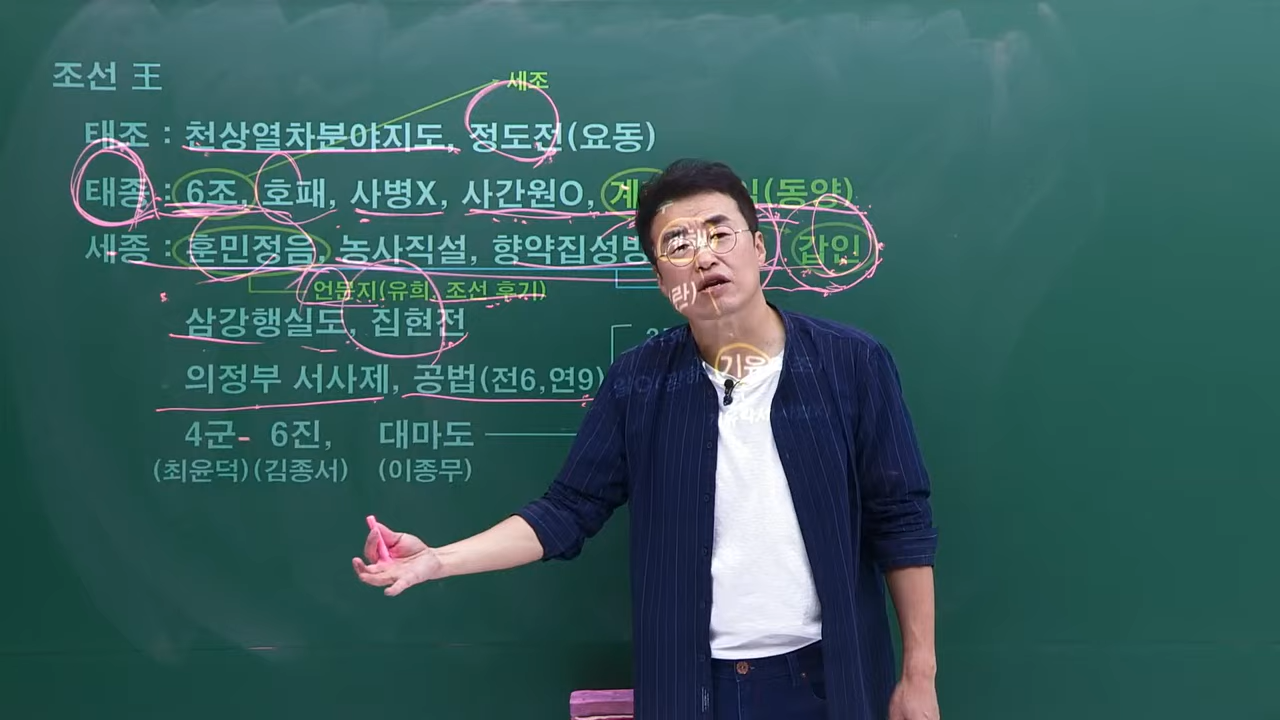 조선 王
세조
태조 : 천상열차분야지도, 정도전(요동)
태종 : 6조, 호패, 사병X, 사간원O, 계 (동양)
세종 : 훈민정음, 농사직설, 향약집성방 갑인
언문지(유희, 조선 후기)
삼강행실도, 집현전
의정부 서사제, 공법(전6,연9)
4군- 6진, 대마도
(최윤덕)(김종서) (이종무)